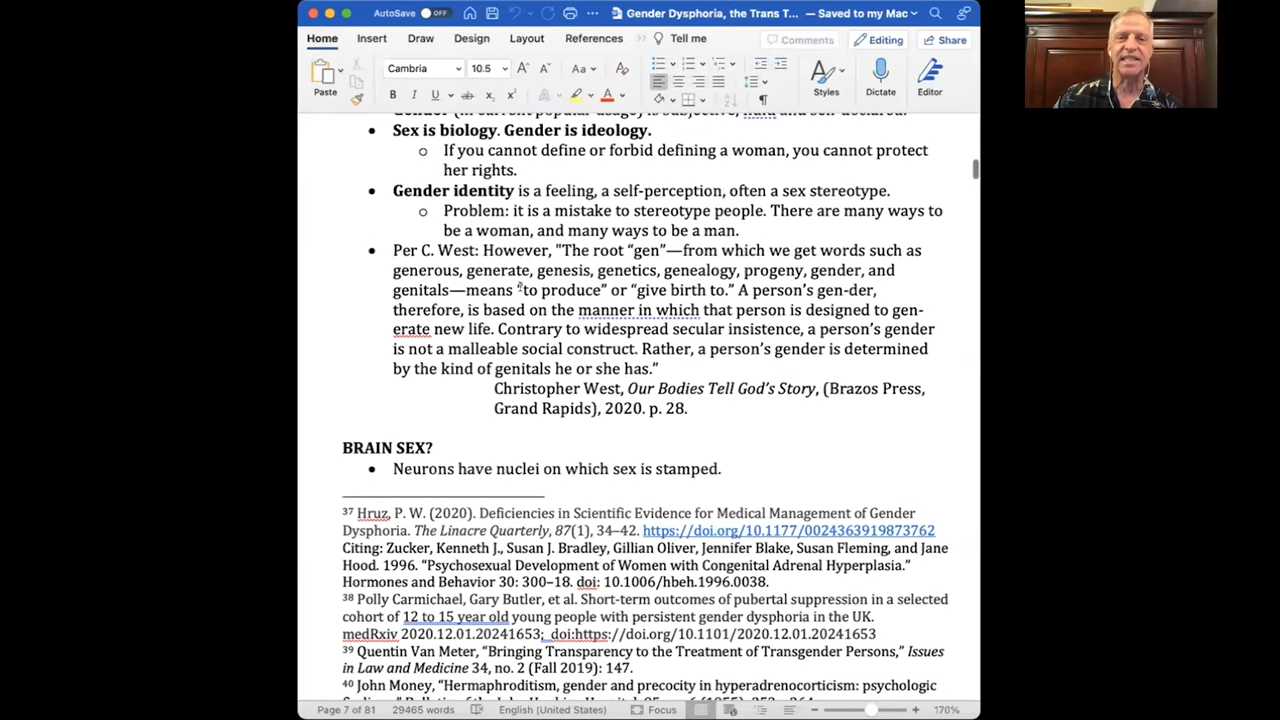 AutoSave OFF ··· Gender Dysphoria, the Trans T... — Saved to my Mac
Home Insert Draw Design Layout References >> Tell me Comments Editing Share
Paste Cambria 10.5 A A Aa A Styles Dictate Editor
B I U ab x₂ x² A A
Sex is biology. Gender is ideology.
○ If you cannot define or forbid defining a woman, you cannot protect
her rights.
• Gender identity is a feeling, a self-perception, often a sex stereotype.
○ Problem: it is a mistake to stereotype people. There are many ways to
be a woman, and many ways to be a man.
• Per C. West: However, "The root “gen”—from which we get words such as
generous, generate, genesis, genetics, genealogy, progeny, gender, and
genitals—means “to produce” or “give birth to.” A person’s gen-der,
therefore, is based on the manner in which that person is designed to gen-
erate new life. Contrary to widespread secular insistence, a person’s gender
is not a malleable social construct. Rather, a person’s gender is determined
by the kind of genitals he or she has.”
Christopher West, Our Bodies Tell God’s Story, (Brazos Press,
Grand Rapids), 2020. p. 28.
BRAIN SEX?
• Neurons have nuclei on which sex is stamped.
37 Hruz, P. W. (2020). Deficiencies in Scientific Evidence for Medical Management of Gender
Dysphoria. The Linacre Quarterly, 87(1), 34–42. https://doi.org/10.1177/0024363919873762
Citing: Zucker, Kenneth J., Susan J. Bradley, Gillian Oliver, Jennifer Blake, Susan Fleming, and Jane
Hood. 1996. “Psychosexual Development of Women with Congenital Adrenal Hyperplasia.”
Hormones and Behavior 30: 300–18. doi: 10.1006/hbeh.1996.0038.
38 Polly Carmichael, Gary Butler, et al. Short-term outcomes of pubertal suppression in a selected
cohort of 12 to 15 year old young people with persistent gender dysphoria in the UK.
medRxiv 2020.12.01.20241653; doi:https://doi.org/10.1101/2020.12.01.20241653
39 Quentin Van Meter, “Bringing Transparency to the Treatment of Transgender Persons,” Issues
in Law and Medicine 34, no. 2 (Fall 2019): 147.
40 John Money, “Hermaphroditism, gender and precocity in hyperadrenocorticism: psychologic
Page 7 of 81 29465 words English (United States) Focus 170%